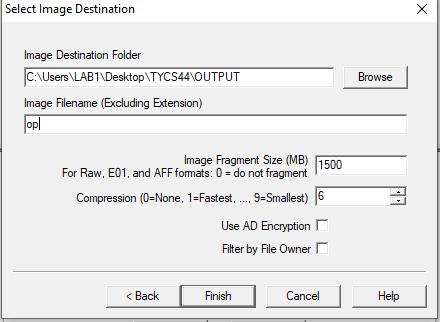 Select Image Destination
Image Destination Folder
C:\Users\LAB1\Desktop\TYCS44\OUTPUT
Browse
Image Filename (Excluding Extension)
op
Image Fragment Size (MB)
1500
For Raw, E01, and AFF formats: 0 = do not fragment
Compression (0=None, 1=Fastest, ..., 9=Smallest)
6
Use AD Encryption
Filter by File Owner
< Back
Finish
Cancel
Help